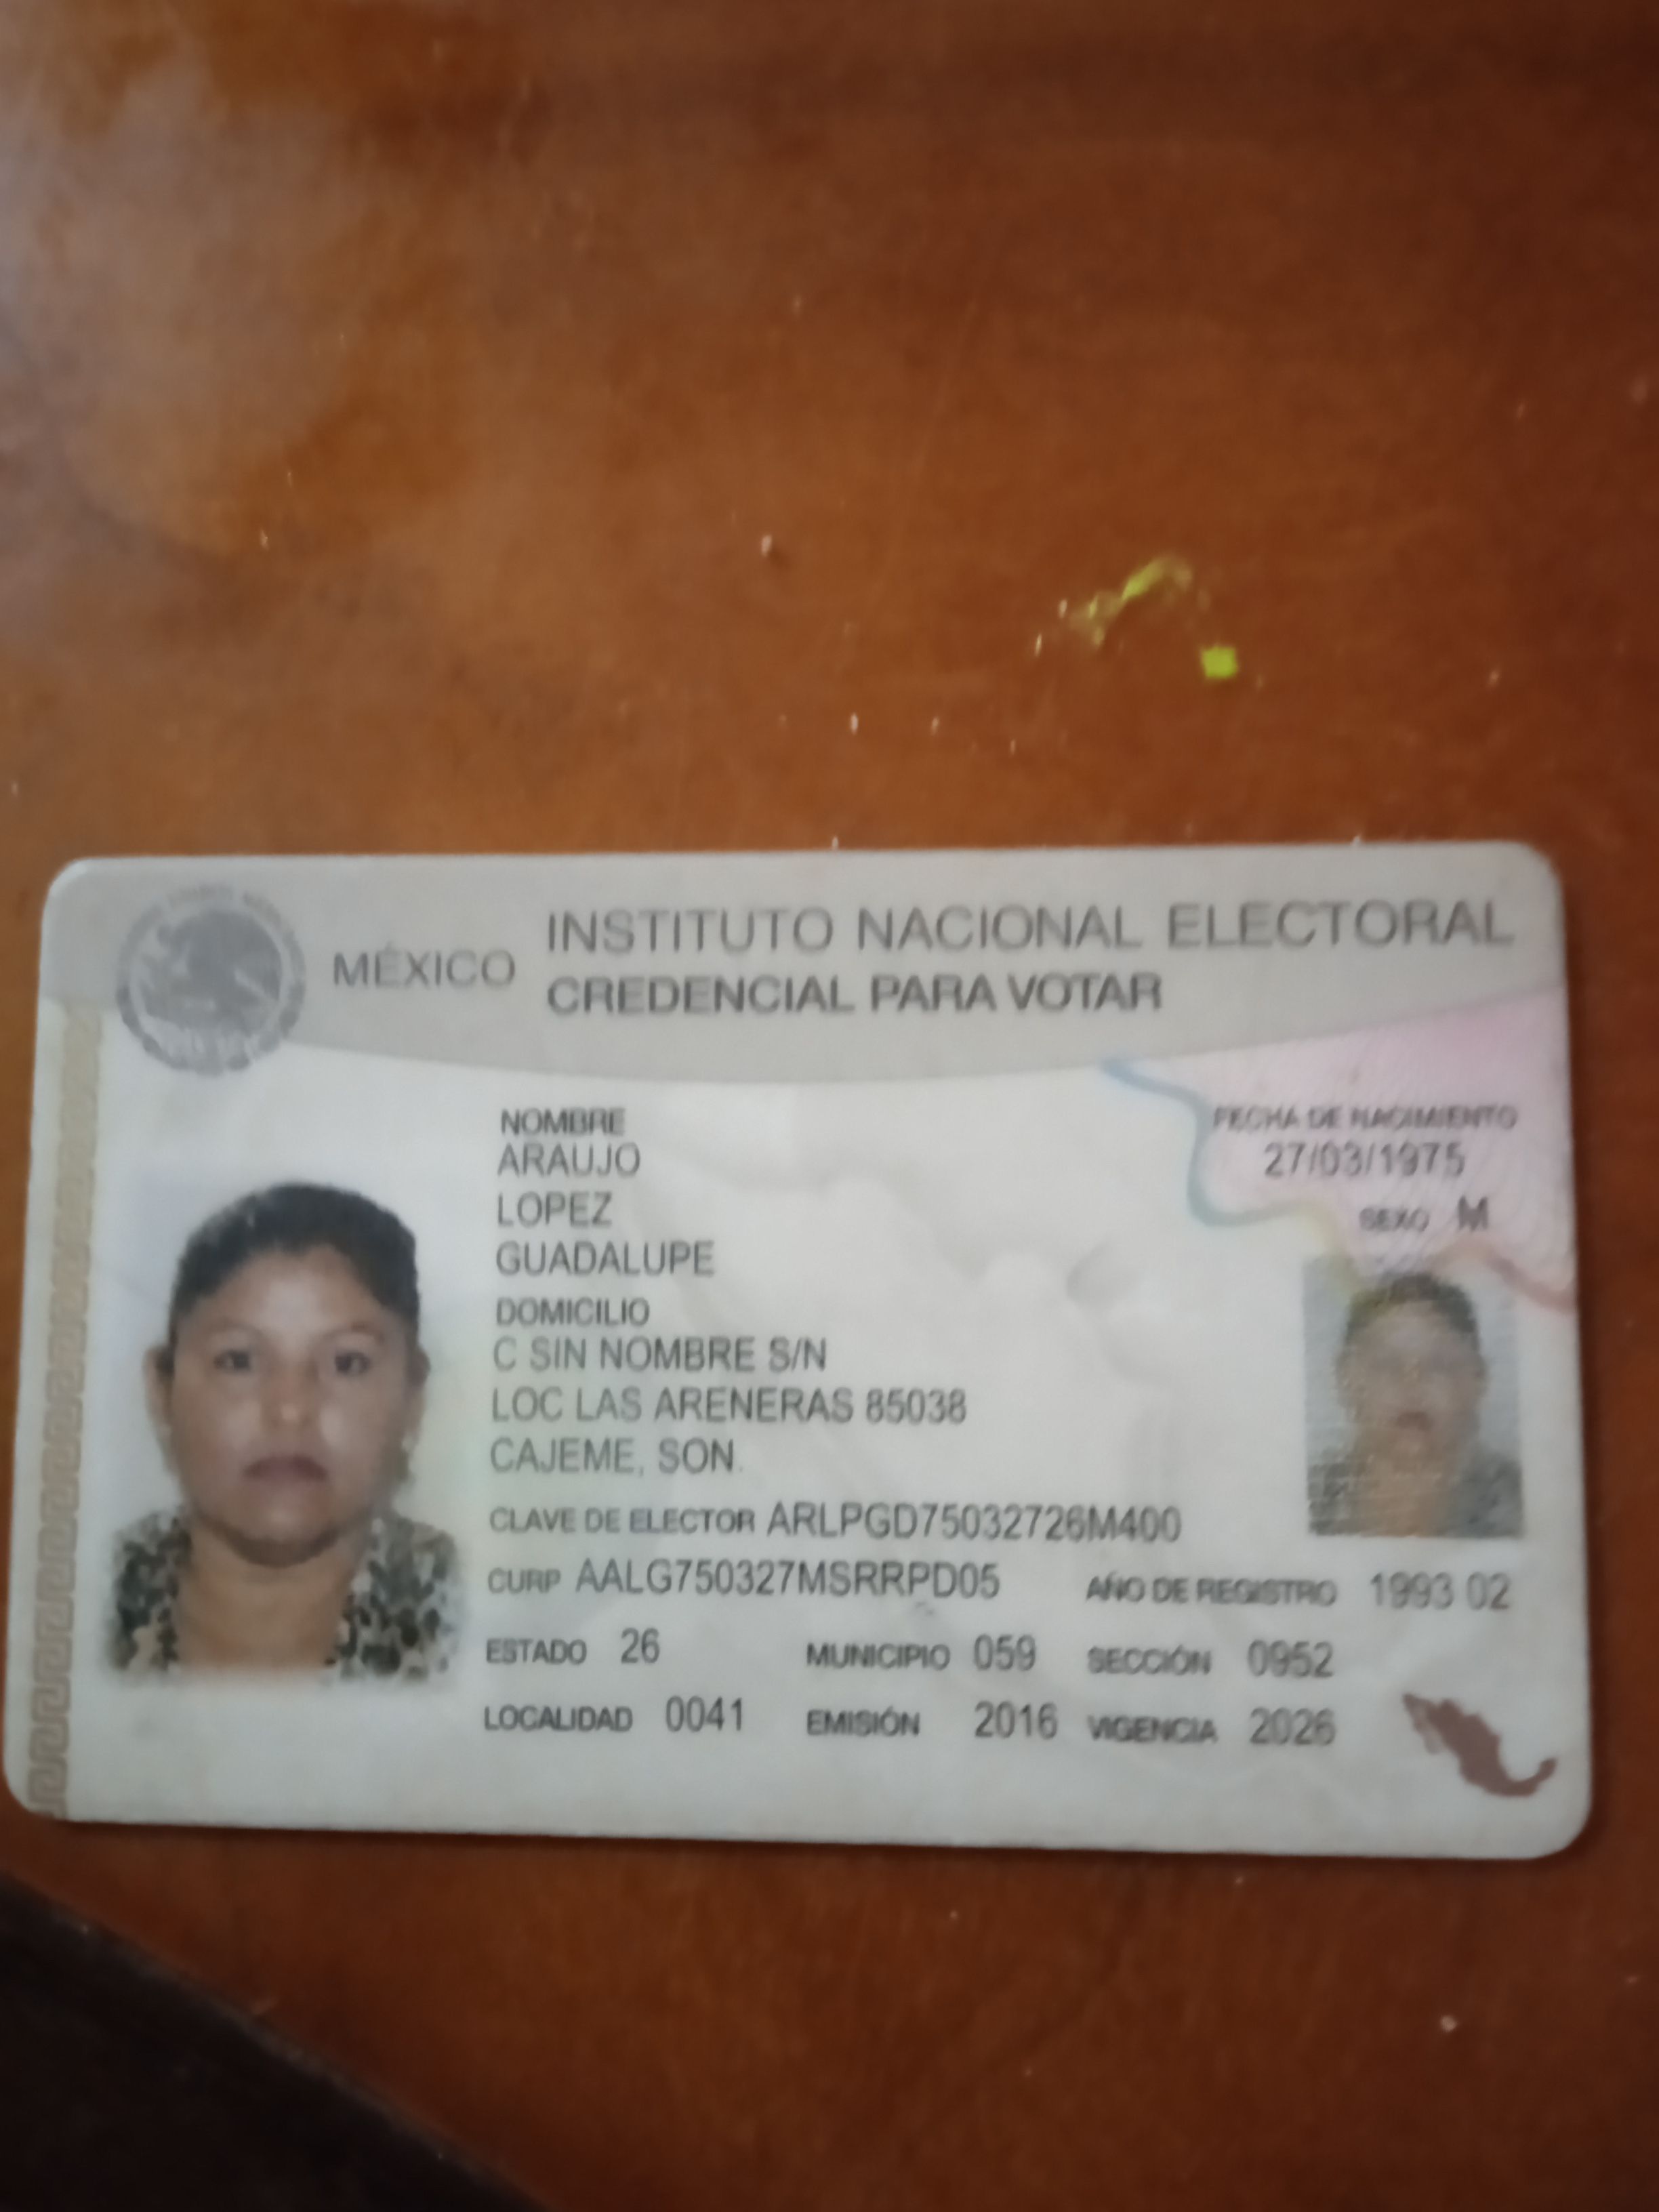 MÉXICO
INSTITUTO NACIONAL ELECTORAL
CREDENCIAL PARA VOTAR
NOMBRE
ARAUJO
LOPEZ
GUADALUPE
FECHA DE NACIMIENTO
27/03/1975
SEXO M
DOMICILIO
C SIN NOMBRE S/N
LOC LAS ARENERAS 85038
CAJEME, SON.
CLAVE DE ELECTOR ARLPGD75032726M400
CURP AALG750327MSRRPD05
AÑO DE REGISTRO 1993 02
ESTADO 26
MUNICIPIO 059
SECCIÓN 0952
LOCALIDAD 0041
EMISIÓN 2016
VIGENCIA 2026